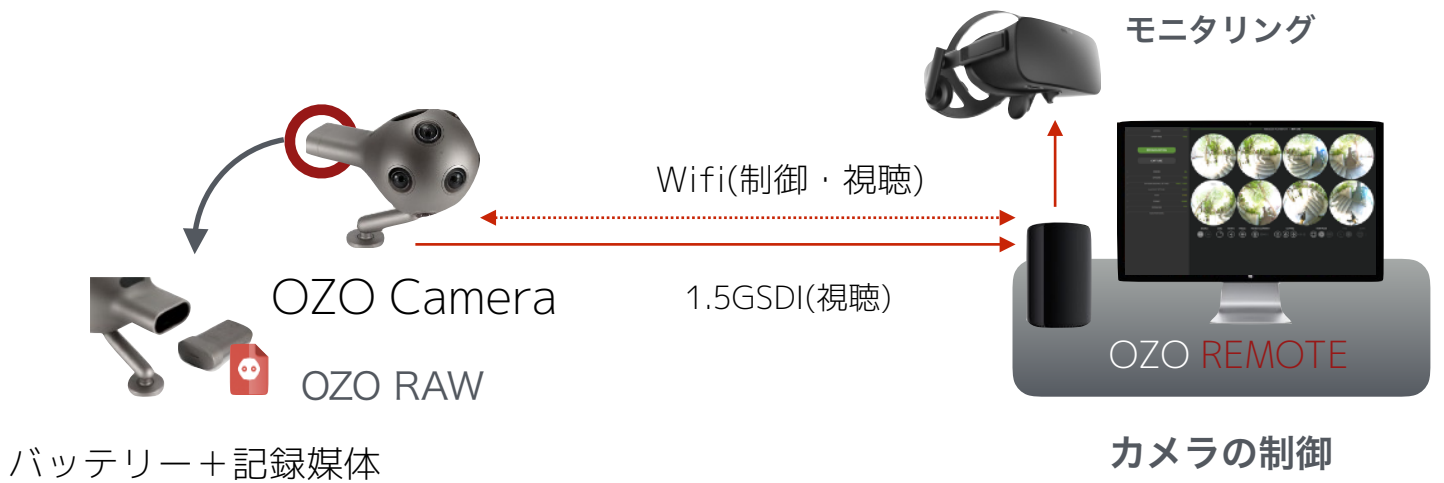 モニタリング
Wifi(制御・視聴)
OZO Camera
1.5GSDI(視聴)
OZO REMOTE
OZO RAW
カメラの制御
バッテリー＋記録媒体